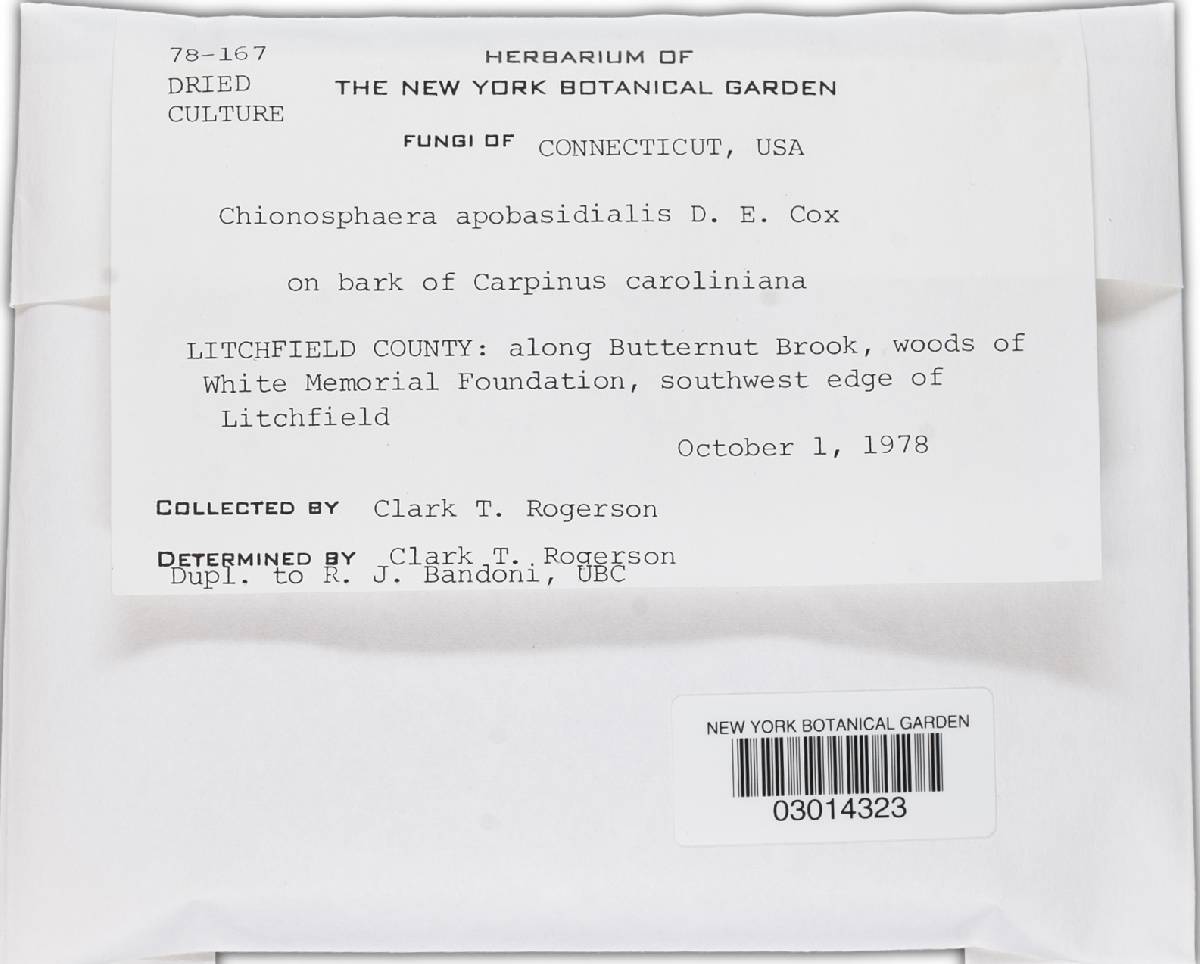 78-167
DRIED
CULTURE
HERBARIUM OF
THE NEW YORK BOTANICAL GARDEN
FUNGI OF CONNECTICUT, USA
Chionosphaera apobasidialis D. E. Cox
on bark of Carpinus caroliniana
LITCHFIELD COUNTY: along Butternut Brook, woods of
White Memorial Foundation, southwest edge of
Litchfield
October 1, 1978
COLLECTED BY Clark T. Rogerson
DETERMINED BY Clark T. Rogerson
Dupl. to R. J. Bandoni, UBC
NEW YORK BOTANICAL GARDEN
03014323